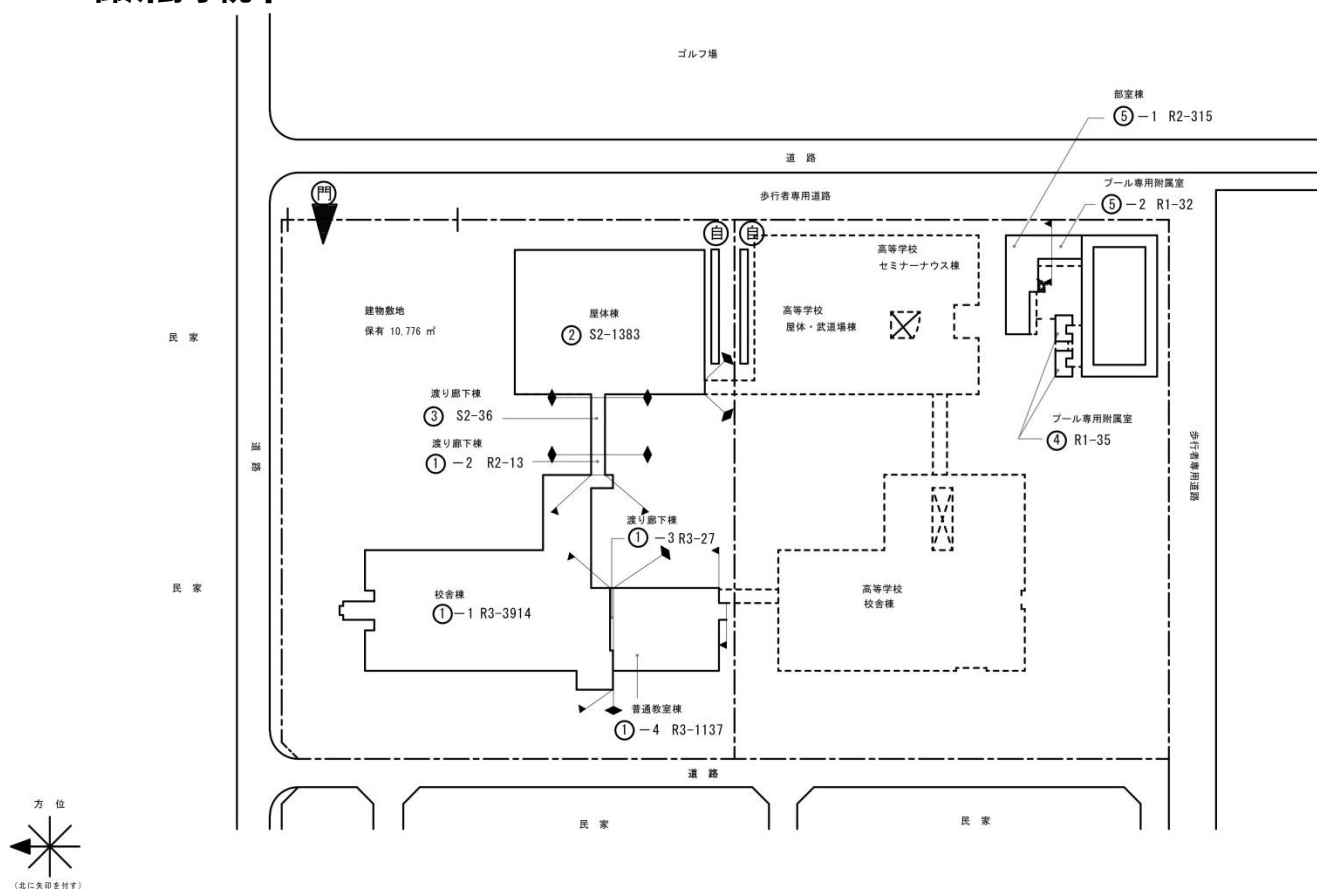 ゴルフ場
部室棟
⑤－1 R2-315
道 路
歩行者専用道路
プール専用附属室
⑤－2 R1-32
門
自
自
高等学校
セミナーナウス棟
建物敷地
保有 10,776 ㎡
屋体棟
② S2-1383
高等学校
屋体・武道場棟
民 家
渡り廊下棟
③ S2-36
プール専用附属室
④ R1-35
渡り廊下棟
①－2 R2-13
道路
歩行者専用道路
渡り廊下棟
①－3 R3-27
民 家
校舎棟
①－1 R3-3914
高等学校
校舎棟
普通教室棟
①－4 R3-1137
道 路
方 位
民 家
民 家
(北に矢印を付す)